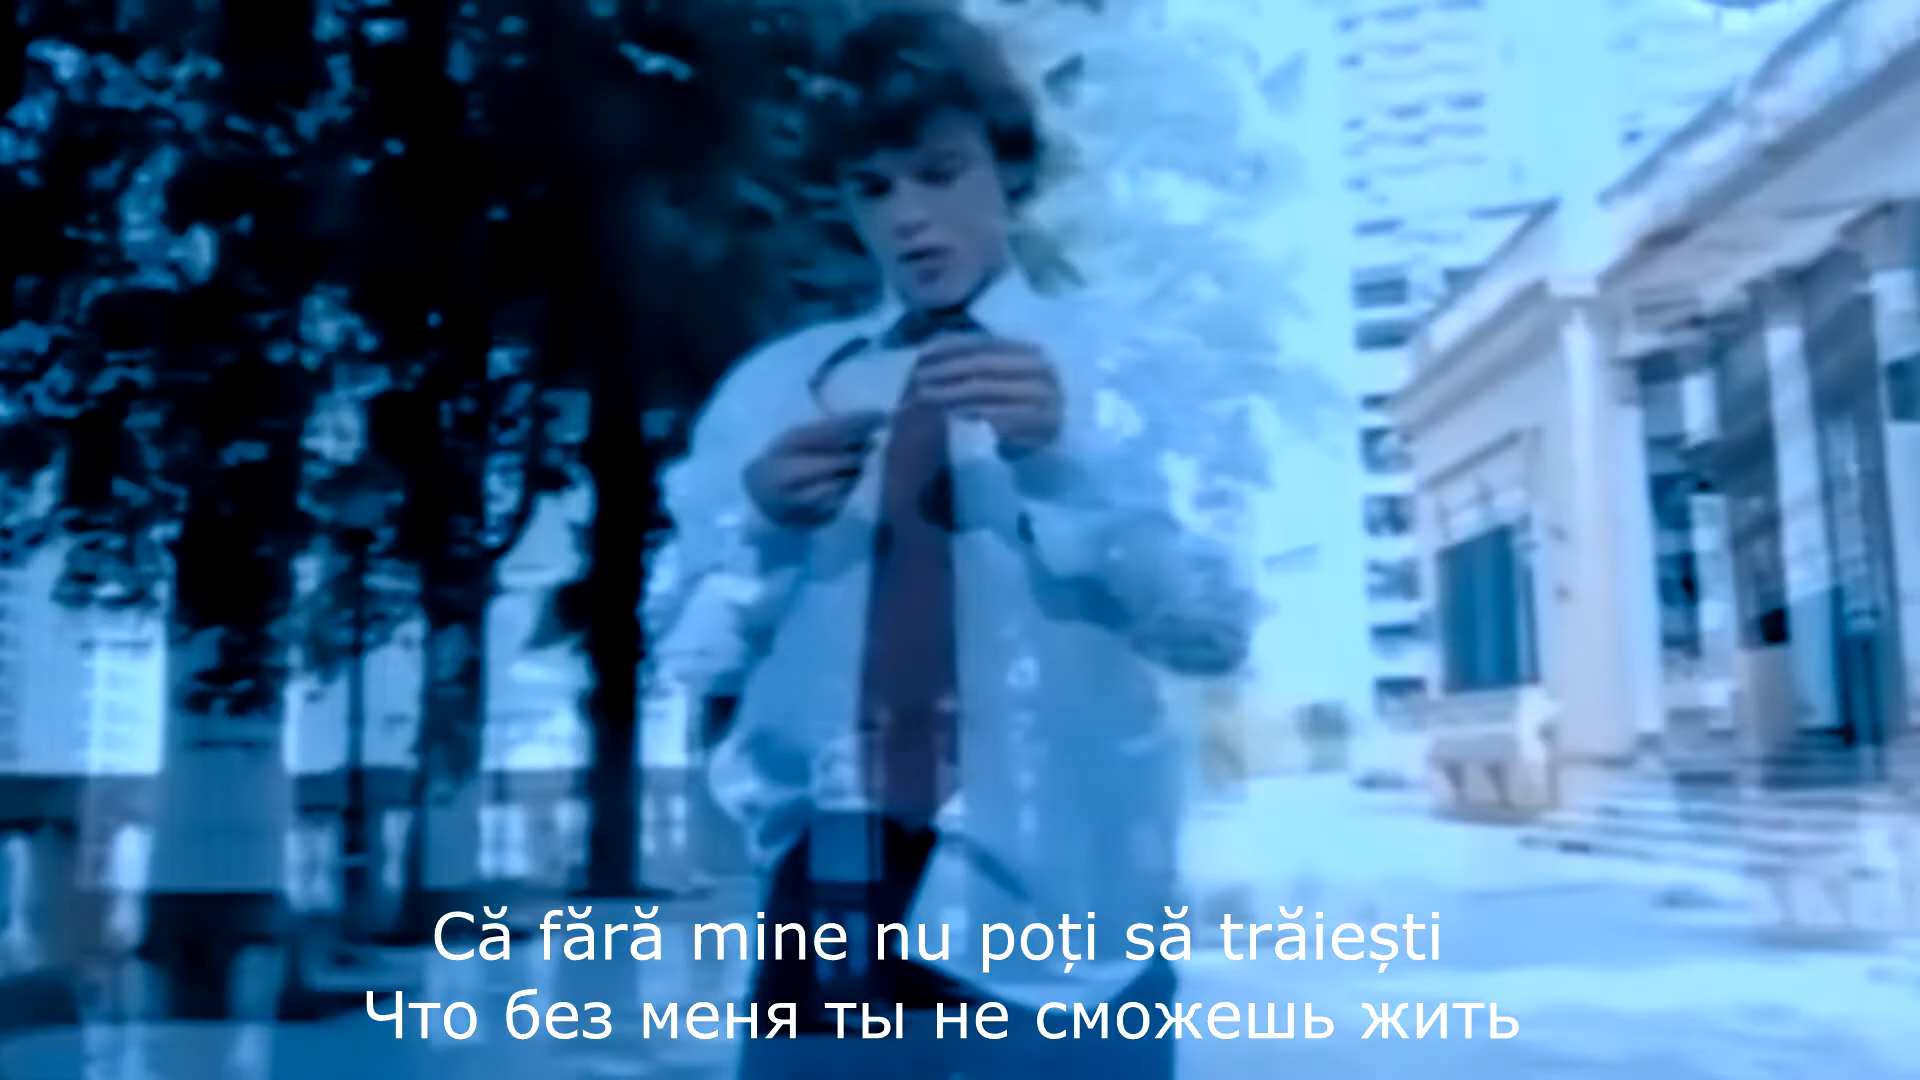 Că fără mine nu poți să trăiești
Что без меня ты не сможешь жить